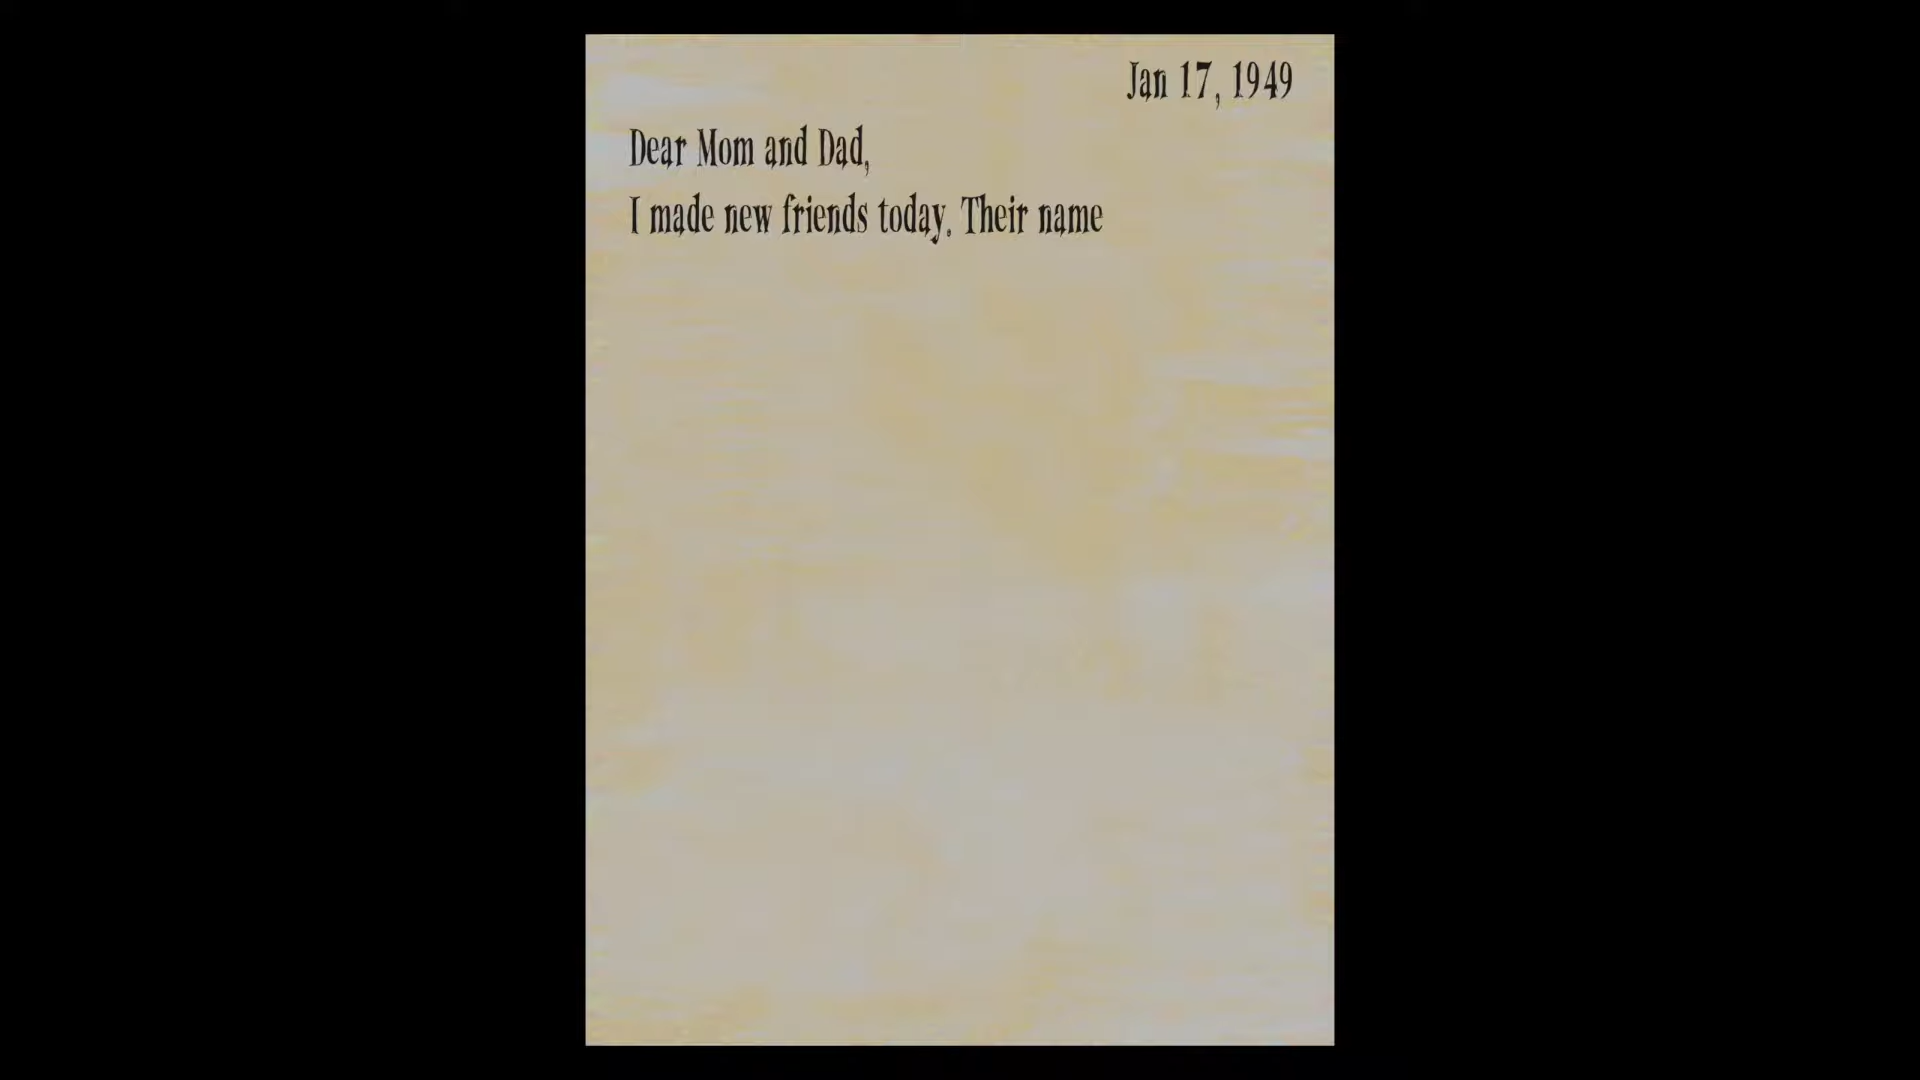 Jan 17, 1949
Dear Mom and Dad,
I made new friends today. Their name